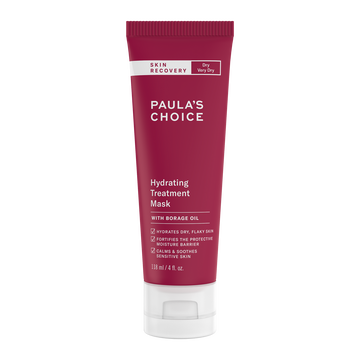 SKIN
RECOVERY
Dry
Very Dry
PAULA'S
CHOICE
Hydrating
Treatment
Mask
WITH BORAGE OIL
HYDRATES DRY, FLAKY SKIN
FORTIFIES THE PROTECTIVE
MOISTURE BARRIER
CALMS & SOOTHES
SENSITIVE SKIN
118 ml / 4 fl. oz.